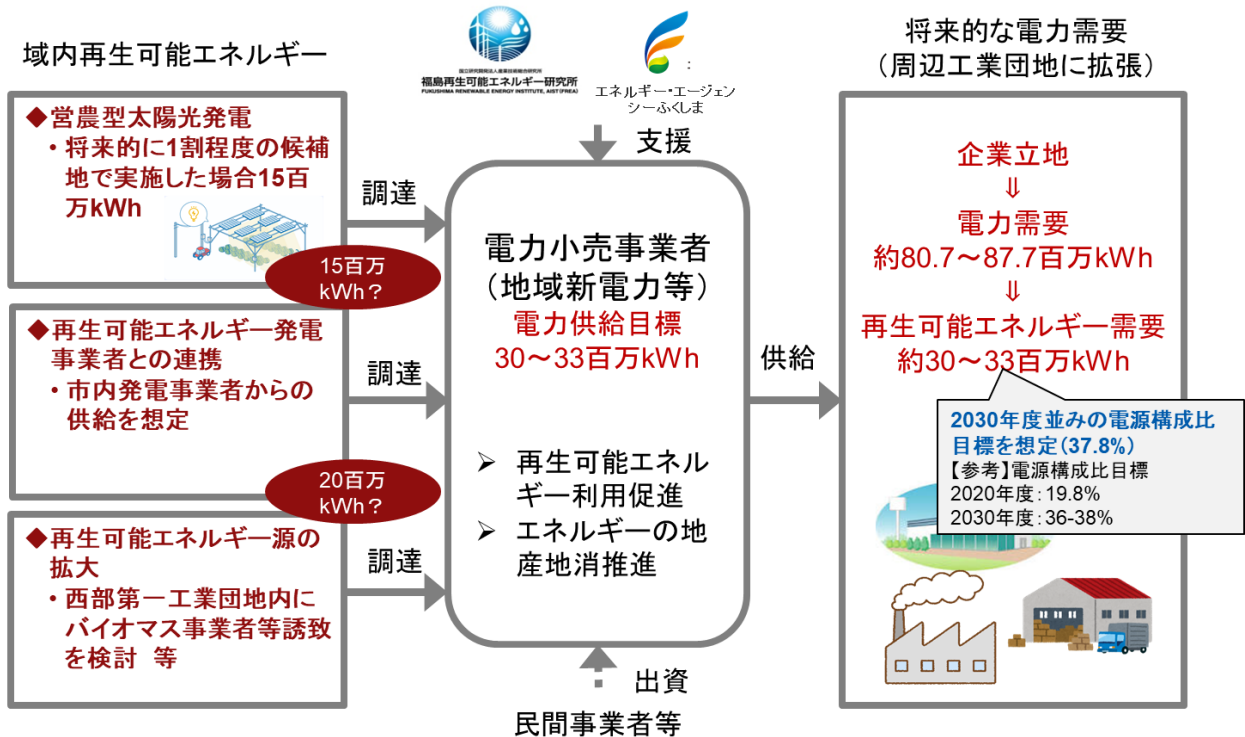 域内再生可能エネルギー
◆営農型太陽光発電
・将来的に1割程度の候補
地で実施した場合15百
万kWh
15百万
kWh？
◆再生可能エネルギー発電
事業者との連携
・市内発電事業者からの
供給を想定
20百万
kWh？
◆再生可能エネルギー源の
拡大
・西部第一工業団地内に
バイオマス事業者等誘致
を検討 等
調達
調達
調達
国立研究開発法人産業技術総合研究所
福島再生可能エネルギー研究所
FUKUSHIMA RENEWABLE ENERGY INSTITUTE, AIST (FREA)
：
エネルギー・エージェン
シーふくしま
支援
電力小売事業者
（地域新電力等）
電力供給目標
30～33百万kWh
➢ 再生可能エネル
ギー利用促進
➢ エネルギーの地
産地消推進
出資
民間事業者等
供給
将来的な電力需要
（周辺工業団地に拡張）
企業立地
⇓
電力需要
約80.7～87.7百万kWh
⇓
再生可能エネルギー需要
約30～33百万kWh
2030年度並みの電源構成比
目標を想定（37.8%）
【参考】電源構成比目標
2020年度：19.8%
2030年度：36-38%